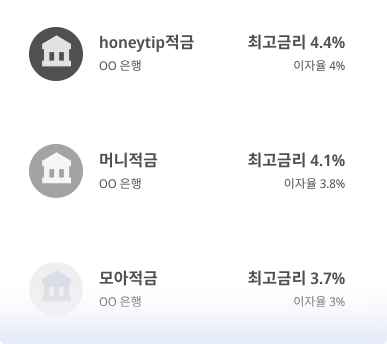 honeytip적금 최고금리 4.4%
OO 은행 이자율 4%
머니적금 최고금리 4.1%
OO 은행 이자율 3.8%
모아적금 최고금리 3.7%
OO 은행 이자율 3%